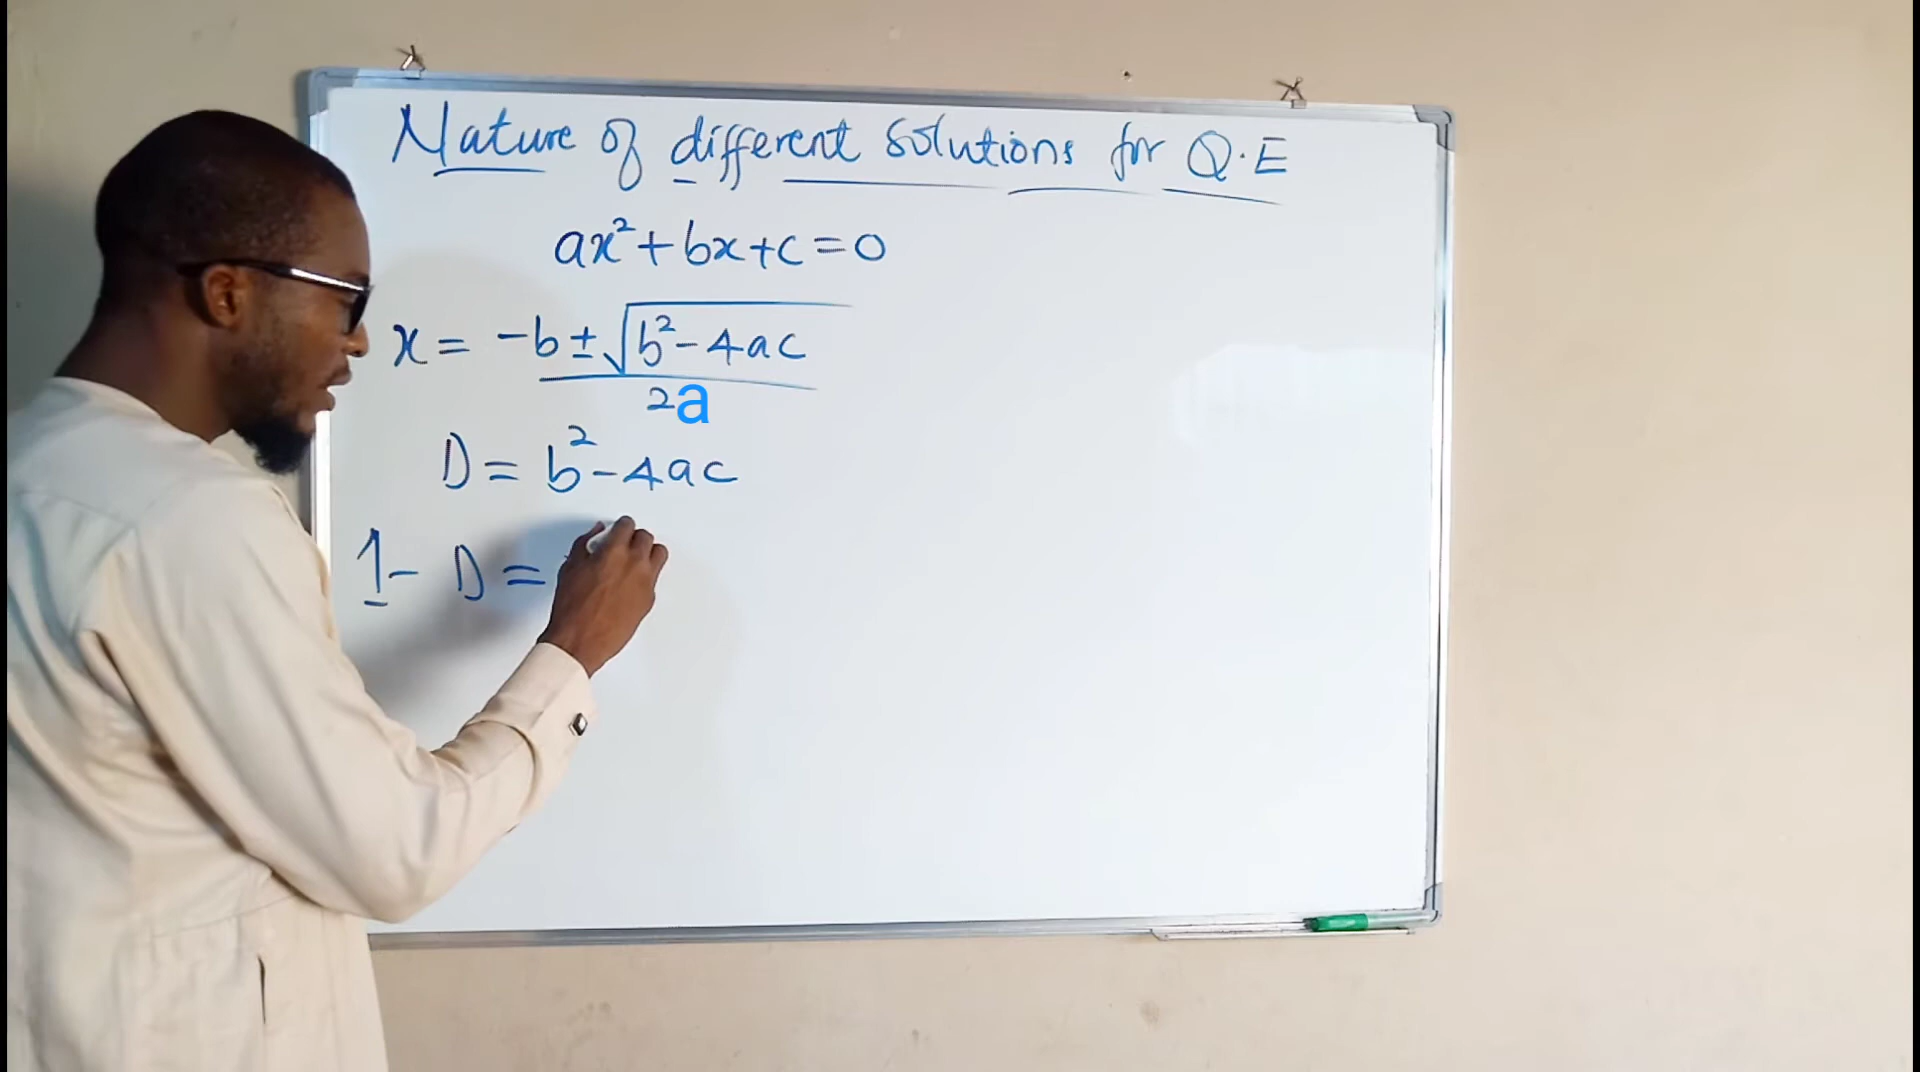 Nature of different solutions for Q.E
ax²+bx+c=0
x = -b±√b²-4ac
2a
D = b²-4ac
1- D =